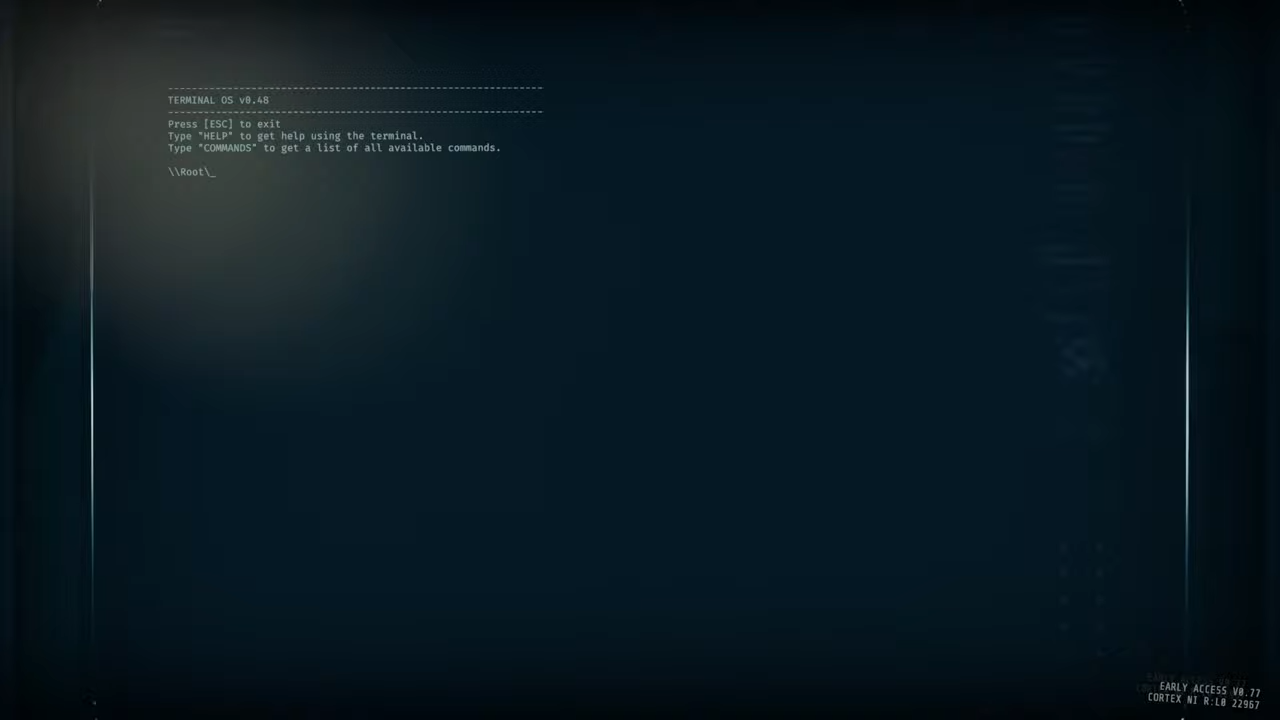 --------------------------------------------------------------
TERMINAL OS v0.48
--------------------------------------------------------------
Press [ESC] to exit
Type "HELP" to get help using the terminal.
Type "COMMANDS" to get a list of all available commands.
\\Root\_
EARLY ACCESS V0.77
CORTEX NI R:L0 22967